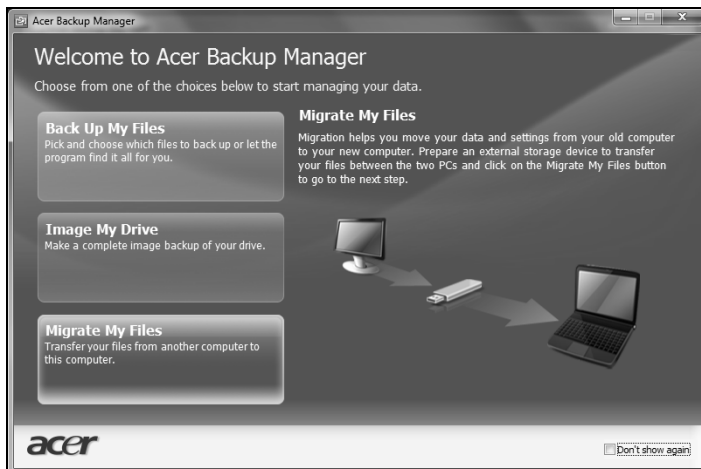 Acer Backup Manager
Welcome to Acer Backup Manager
Choose from one of the choices below to start managing your data.
Back Up My Files
Pick and choose which files to back up or let the
program find it all for you.
Image My Drive
Make a complete image backup of your drive.
Migrate My Files
Transfer your files from another computer to
this computer.
Migrate My Files
Migration helps you move your data and settings from your old computer
to your new computer. Prepare an external storage device to transfer
your files between the two PCs and click on the Migrate My Files button
to go to the next step.
acer
Don't show again